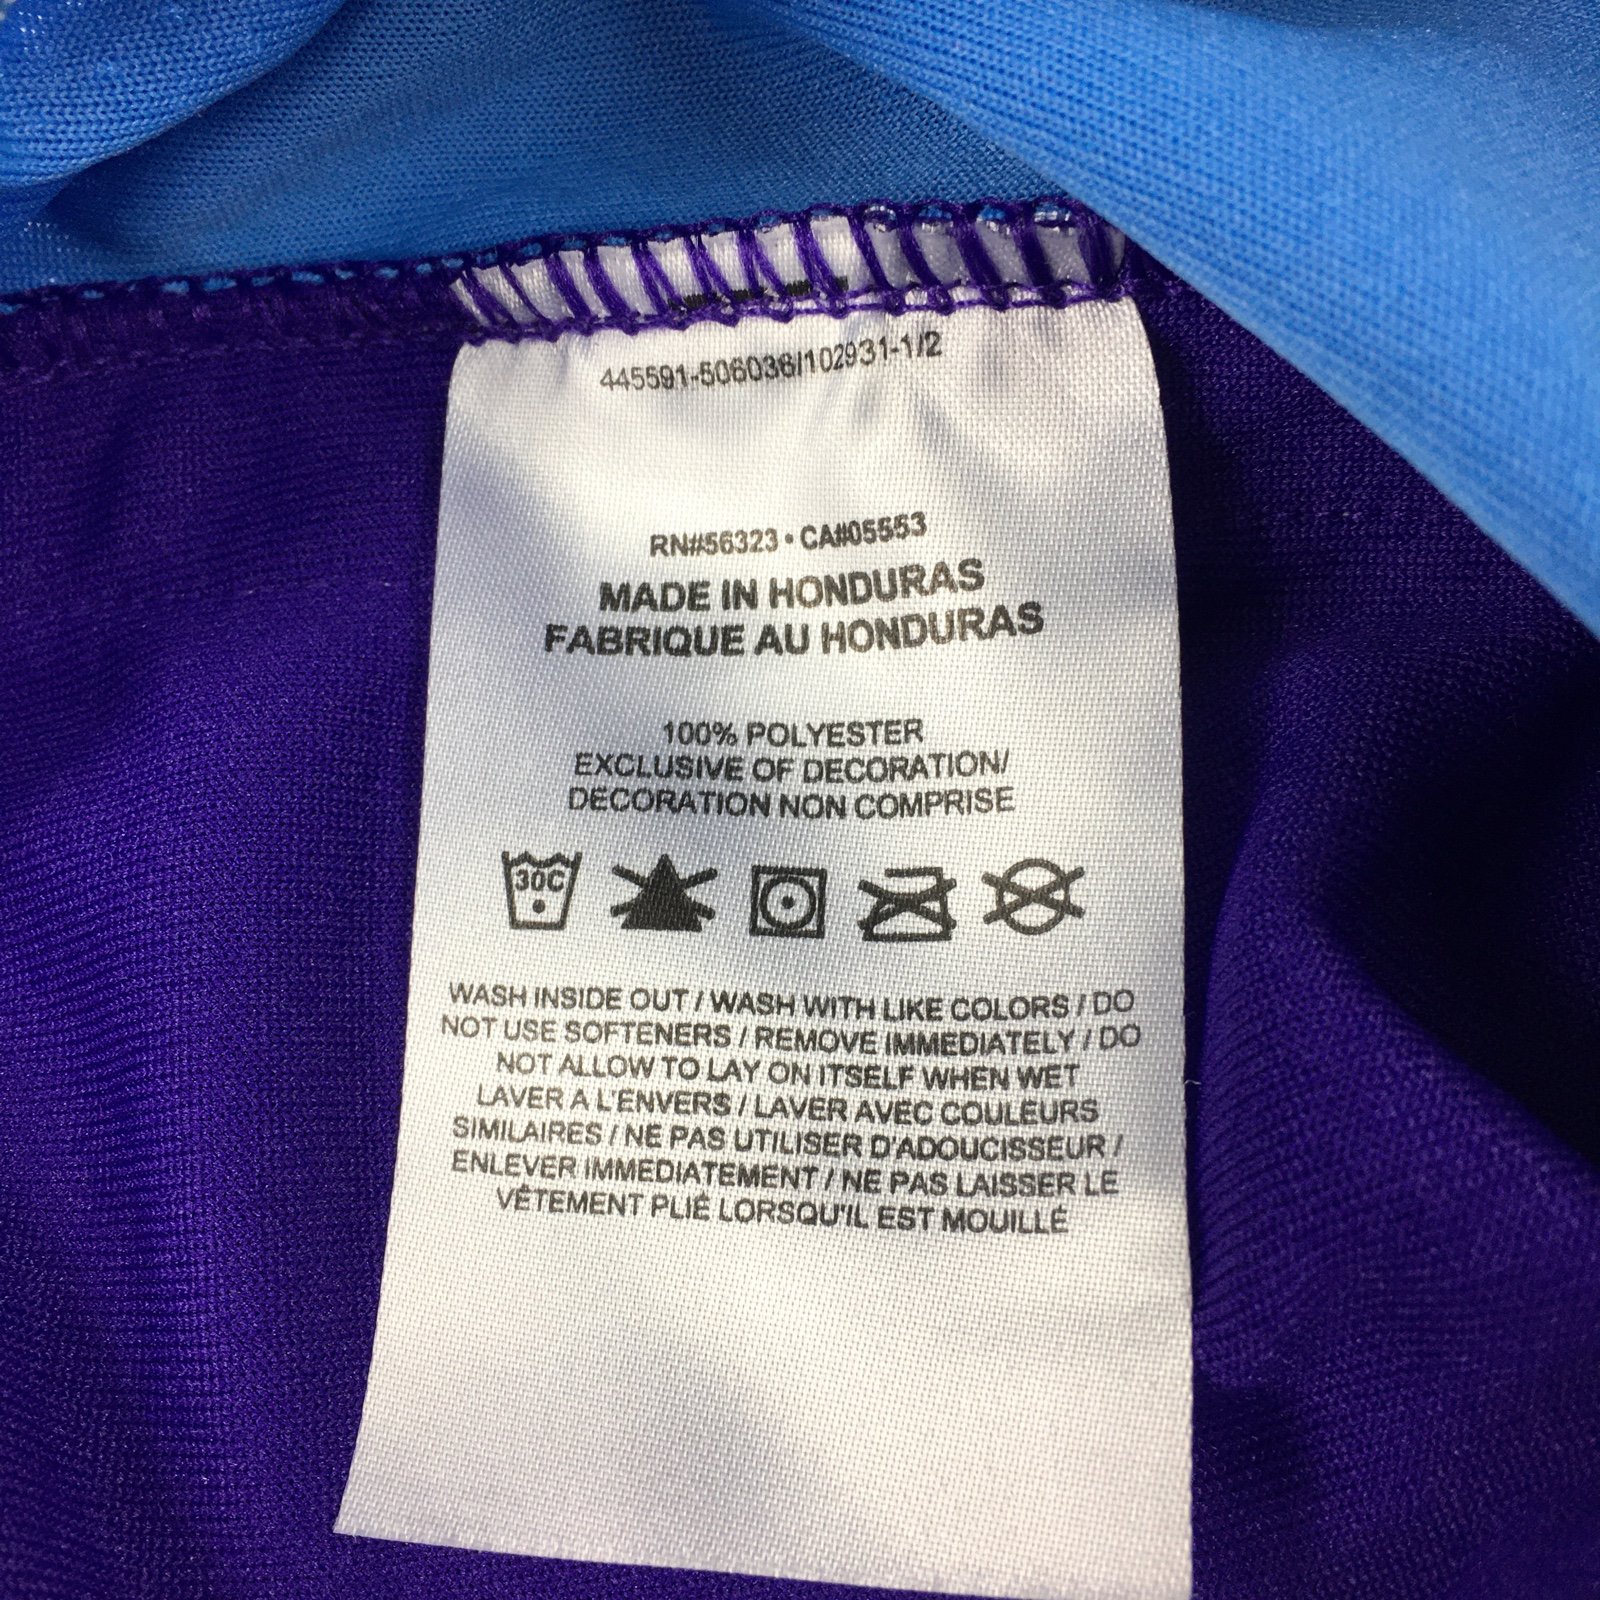 445591-506036/102931-1/2
RN#56323 • CA#05553
MADE IN HONDURAS
FABRIQUE AU HONDURAS
100% POLYESTER
EXCLUSIVE OF DECORATION/
DECORATION NON COMPRISE
30C
WASH INSIDE OUT / WASH WITH LIKE COLORS / DO
NOT USE SOFTENERS / REMOVE IMMEDIATELY / DO
NOT ALLOW TO LAY ON ITSELF WHEN WET
LAVER A L'ENVERS / LAVER AVEC COULEURS
SIMILAIRES / NE PAS UTILISER D'ADOUCISSEUR /
ENLEVER IMMEDIATEMENT / NE PAS LAISSER LE
VÊTEMENT PLIÉ LORSQU'IL EST MOUILLÉ